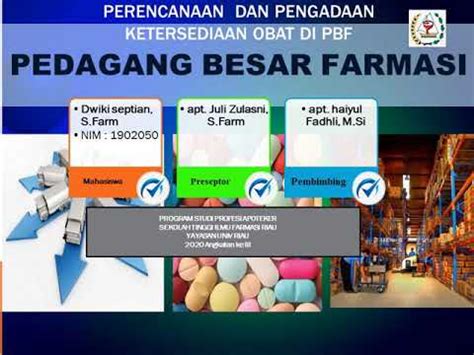 PERENCANAAN DAN PENGADAAN
KETERSEDIAAN OBAT DI PBF
PEDAGANG BESAR FARMASI
• Dwiki septian,
S.Farm
• NIM : 1902050
Mahasiswa
• apt. Juli Zulasni,
S.Farm
Preseptor
• apt. haiyul
Fadhli, M.Si
Pembimbing
PROGRAM STUDI PROFESI APOTEKER
SEKOLAH TINGGI ILMU FARMASI RIAU
YAYASAN UNIV RIAU
2020 Angkatan ke III